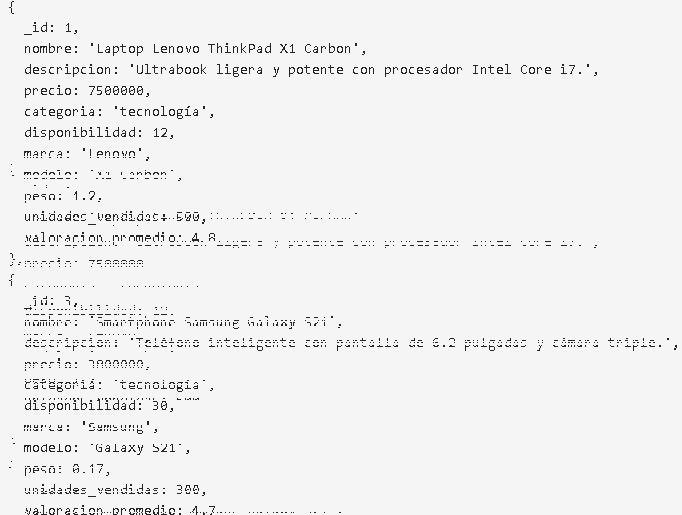 {
_id: 1,
nombre: 'Laptop Lenovo ThinkPad X1 Carbon',
descripcion: 'Ultrabook ligera y potente con procesador Intel Core i7.',
precio: 7500000,
categoria: 'tecnología',
disponibilidad: 12,
marca: 'Lenovo',
modelo: 'X1 Carbon',
peso: 1.2,
unidades_vendidas: 500,
valoracion_promedio: 4.8
},
precio: 7500000
{
_id: 3,
nombre: 'Smartphone Samsung Galaxy S21',
descripcion: 'Teléfono inteligente con pantalla de 6.2 pulgadas y cámara triple.',
precio: 3800000,
categoria: 'tecnología',
disponibilidad: 30,
marca: 'Samsung',
modelo: 'Galaxy S21'
peso: 0.17,
unidades_vendidas: 300,
valoracion_promedio: 4.7